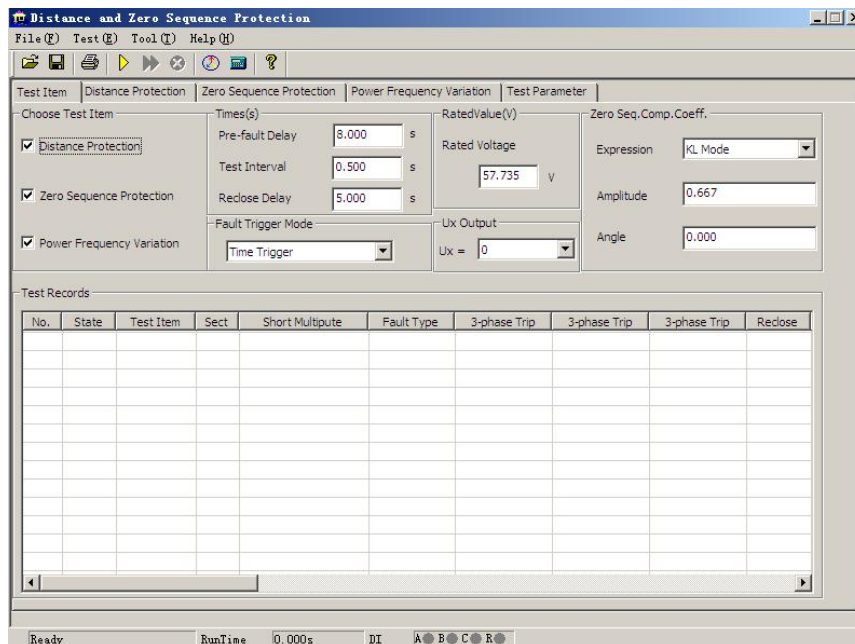 Distance and Zero Sequence Protection
File(F) Test(E) Tool(T) Help(H)
Test Item Distance Protection Zero Sequence Protection Power Frequency Variation Test Parameter
Choose Test Item
Distance Protection
Zero Sequence Protection
Power Frequency Variation
Times(s)
Pre-fault Delay 8.000 s
Test Interval 0.500 s
Reclose Delay 5.000 s
Fault Trigger Mode
Time Trigger
RatedValue(V)
Rated Voltage
57.735 V
Ux Output
Ux = 0
Zero Seq.Comp.Coeff.
Expression KL Mode
Amplitude 0.667
Angle 0.000
Test Records
No. State Test Item Sect Short Multipute Fault Type 3-phase Trip 3-phase Trip 3-phase Trip Reclose
Ready RunTime 0.000s DI A B C R